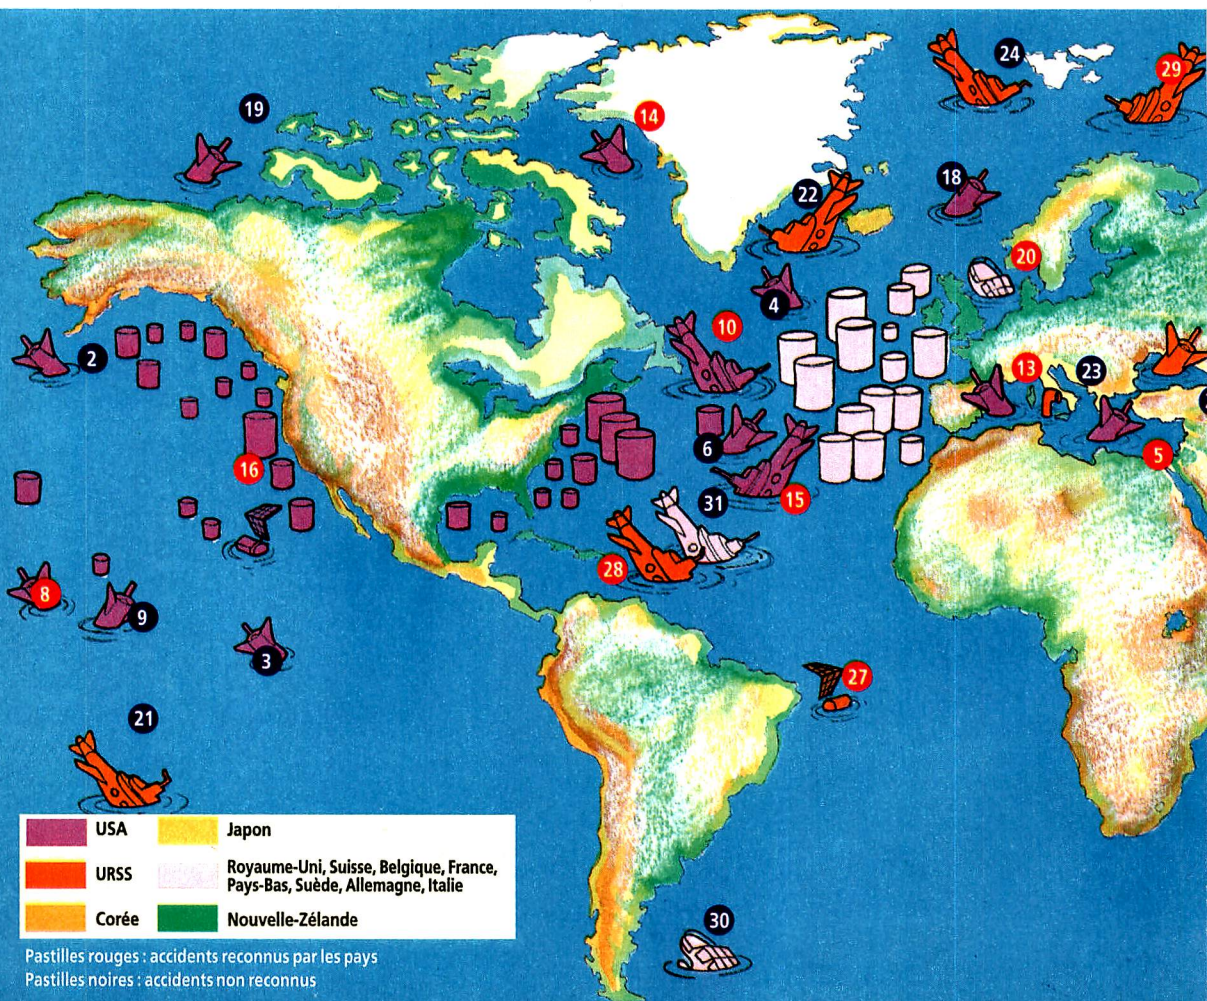 24
29
19
14
18
22
20
4
10
2
13
23
6
16
5
15
31
28
8
9
3
27
21
USA
Japon
URSS
Royaume-Uni, Suisse, Belgique, France,
Pays-Bas, Suède, Allemagne, Italie
Corée
Nouvelle-Zélande
30
Pastilles rouges : accidents reconnus par les pays
Pastilles noires : accidents non reconnus